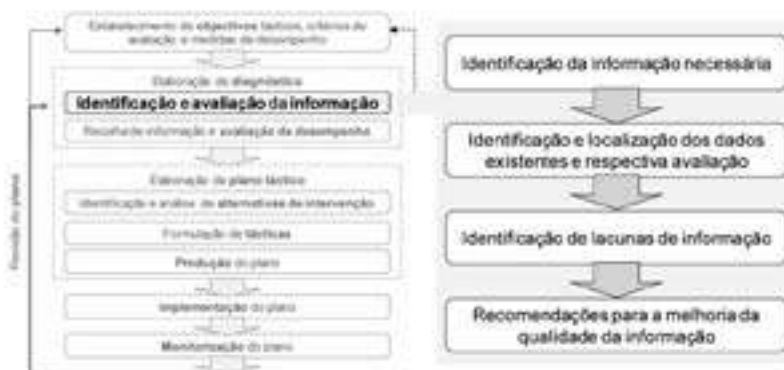 Estabelecimento de objectivos tácticos, critérios de
avaliação e medidas de desempenho
Elaboração do diagnóstico
Identificação e avaliação da informação
Recolha de informação e avaliação de desempenho
Elaboração do plano táctico
Identificação e análise de alternativas de intervenção
Formulação de tácticas
Produção do plano
Implementação do plano
Monitorização do plano
Revisão do plano
Identificação da informação necessária
Identificação e localização dos dados
existentes e respectiva avaliação
Identificação de lacunas de informação
Recomendações para a melhoria da
qualidade da informação